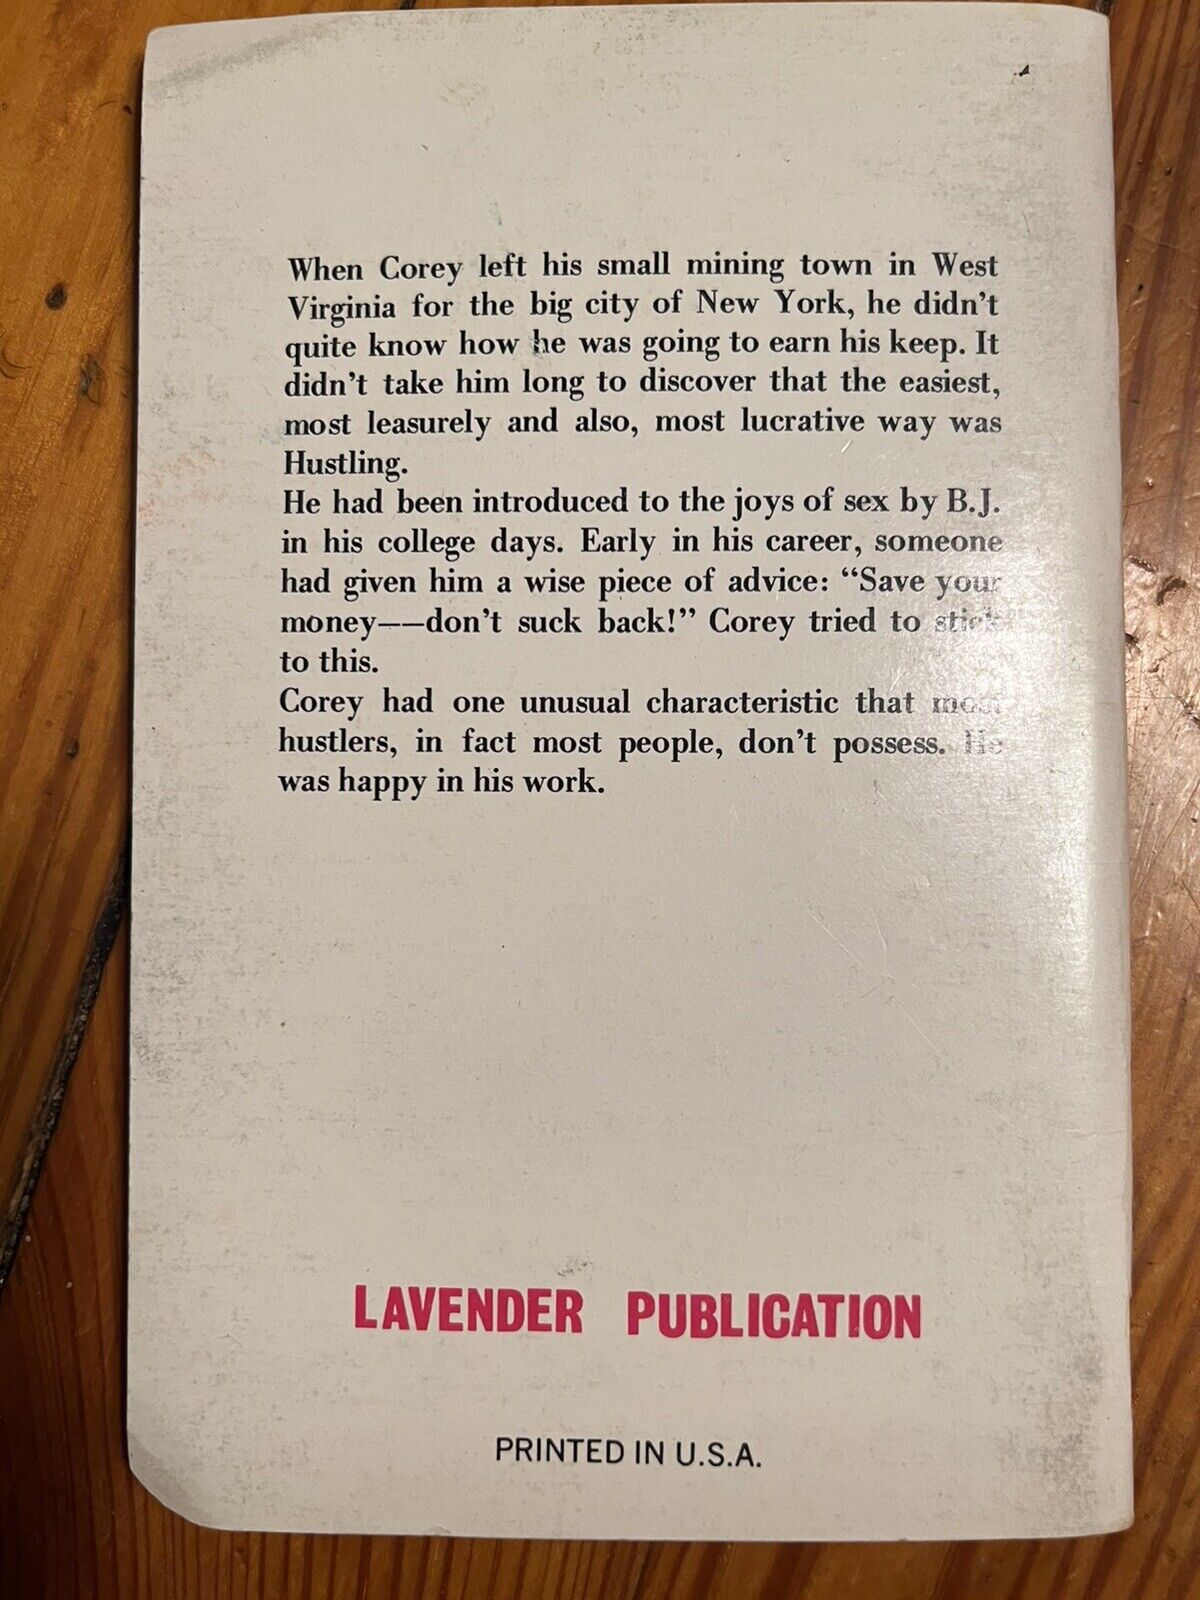 When Corey left his small mining town in West
Virginia for the big city of New York, he didn't
quite know how he was going to earn his keep. It
didn't take him long to discover that the easiest,
most leasurely and also, most lucrative way was
Hustling.
He had been introduced to the joys of sex by B.J.
in his college days. Early in his career, someone
had given him a wise piece of advice: “Save your
money——don't suck back!” Corey tried to stick
to this.
Corey had one unusual characteristic that most
hustlers, in fact most people, don't possess. He
was happy in his work.
LAVENDER PUBLICATION
PRINTED IN U.S.A.